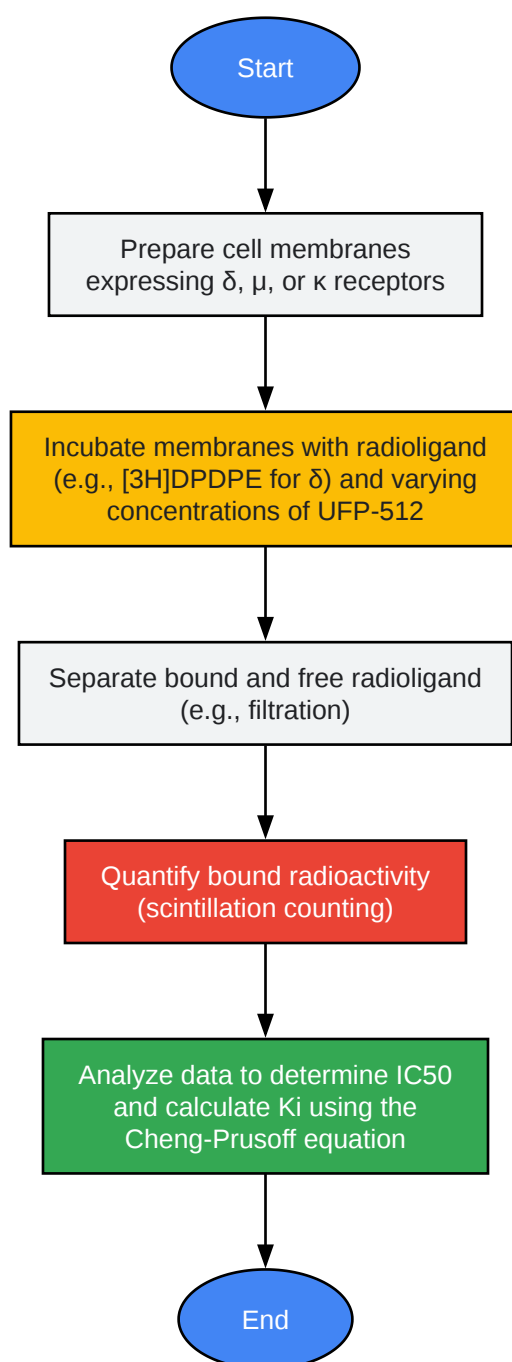 Start
Prepare cell membranes
expressing δ, μ, or κ receptors
Incubate membranes with radioligand
(e.g., [3H]DPDPE for δ) and varying
concentrations of UFP-512
Separate bound and free radioligand
(e.g., filtration)
Quantify bound radioactivity
(scintillation counting)
Analyze data to determine IC50
and calculate Ki using the
Cheng-Prusoff equation
End